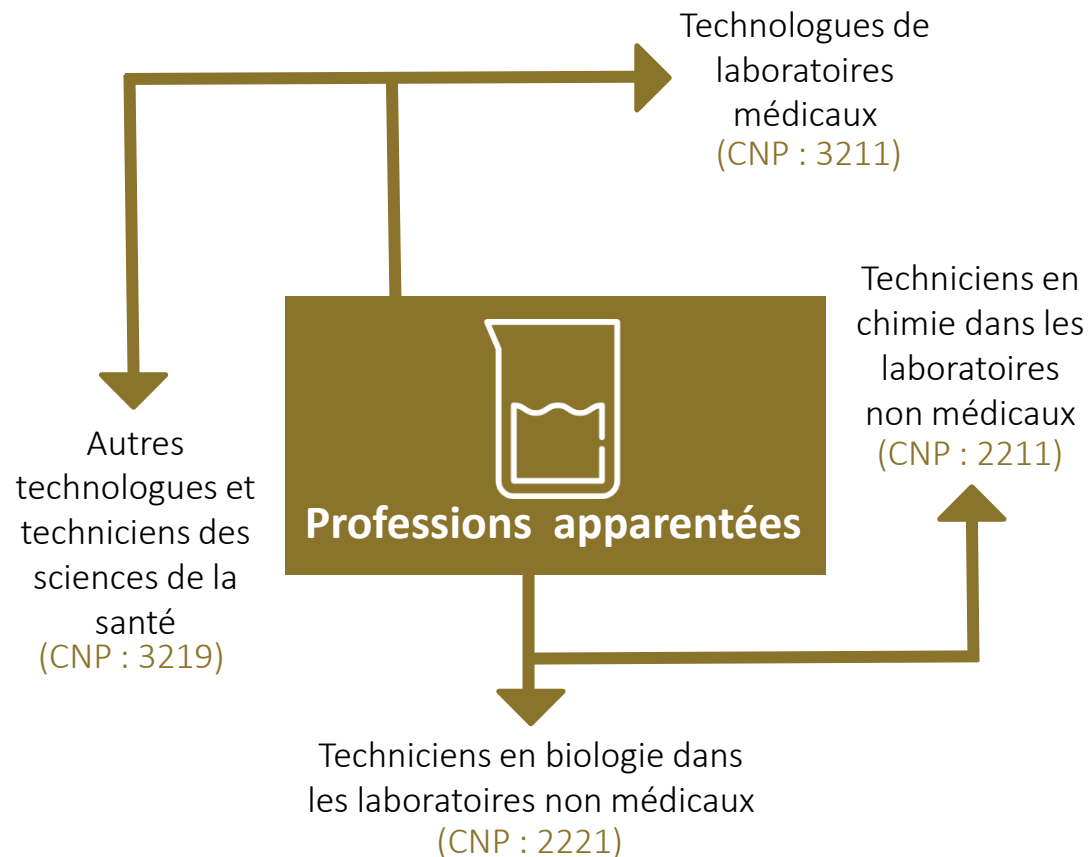 Technologues de
laboratoires
médicaux
(CNP : 3211)
Techniciens en
chimie dans les
laboratoires
non médicaux
(CNP : 2211)
Autres
technologues et
techniciens des
sciences de la
santé
(CNP : 3219)
Professions apparentées
Techniciens en biologie dans
les laboratoires non médicaux
(CNP : 2221)